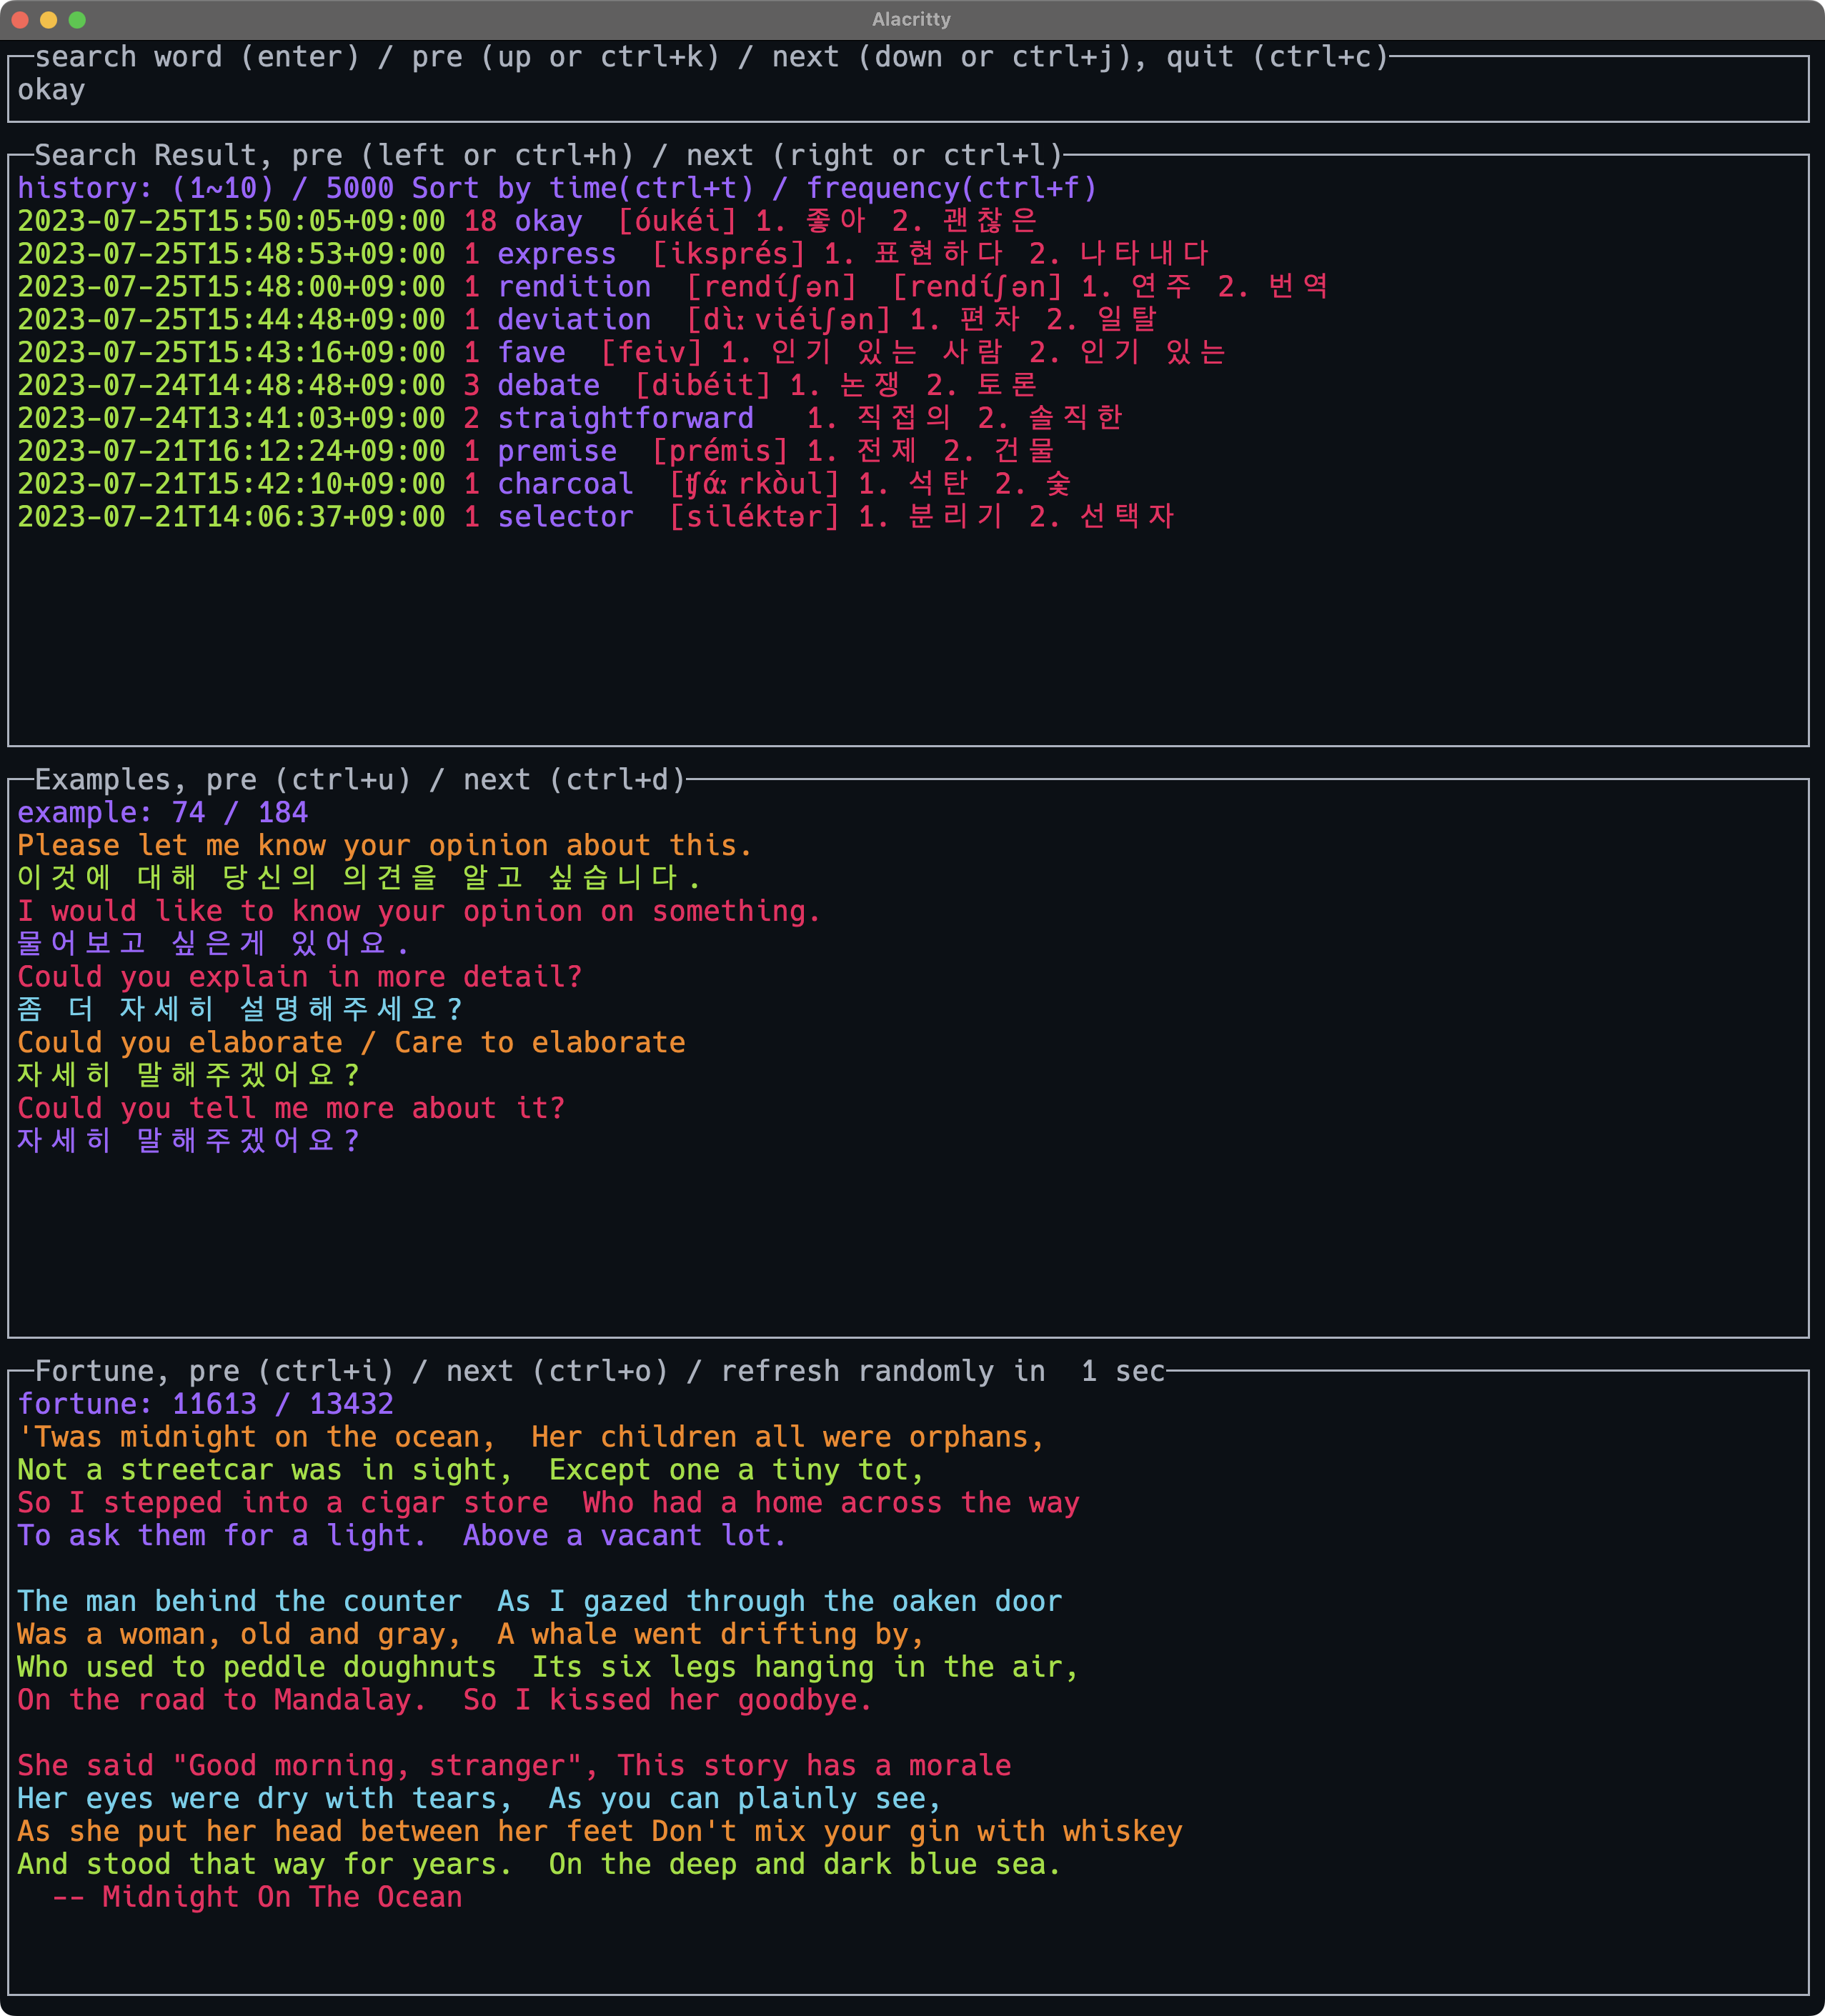 Alacritty
search word (enter) / pre (up or ctrl+k) / next (down or ctrl+j), quit (ctrl+c)
okay
Search Result, pre (left or ctrl+h) / next (right or ctrl+l)
history: (1~10) / 5000 Sort by time(ctrl+t) / frequency(ctrl+f)
2023-07-25T15:50:05+09:00 18 okay  [óukéi] 1. 좋아 2. 괜찮은
2023-07-25T15:48:53+09:00 1 express  [iksprés] 1. 표현하다 2. 나타내다
2023-07-25T15:48:00+09:00 1 rendition  [rendíʃən]  [rendíʃən] 1. 연주 2. 번역
2023-07-25T15:44:48+09:00 1 deviation  [dìːviéiʃən] 1. 편차 2. 일탈
2023-07-25T15:43:16+09:00 1 fave  [feiv] 1. 인기 있는 사람 2. 인기 있는
2023-07-24T14:48:48+09:00 3 debate  [dibéit] 1. 논쟁 2. 토론
2023-07-24T13:41:03+09:00 2 straightforward   1. 직접의 2. 솔직한
2023-07-21T16:12:24+09:00 1 premise  [prémis] 1. 전제 2. 건물
2023-07-21T15:42:10+09:00 1 charcoal  [ʧɑ́ːrkòul] 1. 석탄 2. 숯
2023-07-21T14:06:37+09:00 1 selector  [siléktər] 1. 분리기 2. 선택자
Examples, pre (ctrl+u) / next (ctrl+d)
example: 74 / 184
Please let me know your opinion about this.
이것에 대해 당신의 의견을 알고 싶습니다.
I would like to know your opinion on something.
물어보고 싶은게 있어요.
Could you explain in more detail?
좀 더 자세히 설명해주세요?
Could you elaborate / Care to elaborate
자세히 말해주겠어요?
Could you tell me more about it?
자세히 말해주겠어요?
Fortune, pre (ctrl+i) / next (ctrl+o) / refresh randomly in  1 sec
fortune: 11613 / 13432
'Twas midnight on the ocean,  Her children all were orphans,
Not a streetcar was in sight,  Except one a tiny tot,
So I stepped into a cigar store  Who had a home across the way
To ask them for a light.  Above a vacant lot.
The man behind the counter  As I gazed through the oaken door
Was a woman, old and gray,  A whale went drifting by,
Who used to peddle doughnuts  Its six legs hanging in the air,
On the road to Mandalay.  So I kissed her goodbye.
She said "Good morning, stranger", This story has a morale
Her eyes were dry with tears,  As you can plainly see,
As she put her head between her feet Don't mix your gin with whiskey
And stood that way for years.  On the deep and dark blue sea.
-- Midnight On The Ocean